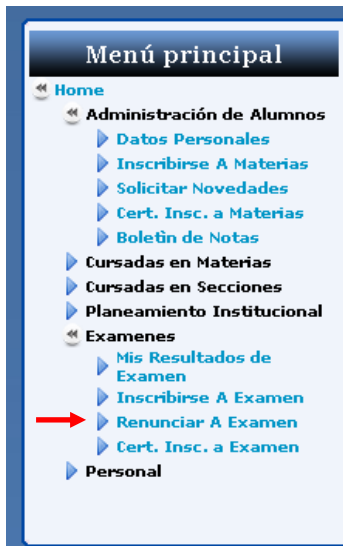 Menú principal
Home
Administración de Alumnos
Datos Personales
Inscribirse A Materias
Solicitar Novedades
Cert. Insc. a Materias
Boletìn de Notas
Cursadas en Materias
Cursadas en Secciones
Planeamiento Institucional
Examenes
Mis Resultados de
Examen
Inscribirse A Examen
Renunciar A Examen
Cert. Insc. a Examen
Personal